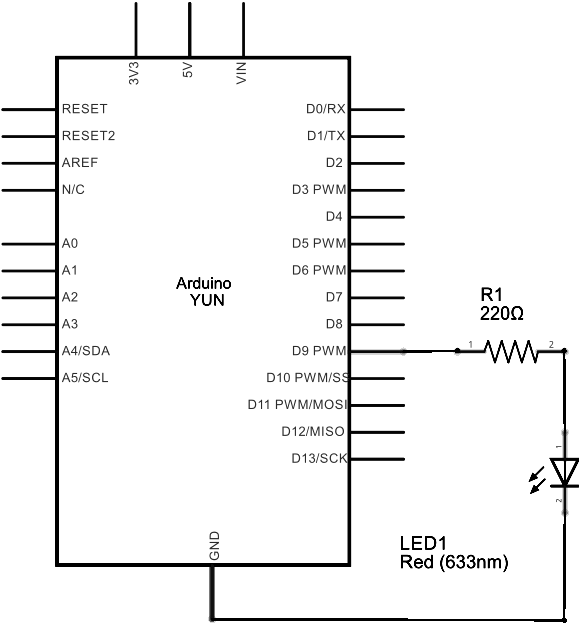 3V3
5V
VIN
RESET
RESET2
AREF
N/C
A0
A1
A2
A3
A4/SDA
A5/SCL
Arduino
YUN
D0/RX
D1/TX
D2
D3 PWM
D4
D5 PWM
D6 PWM
D7
D8
D9 PWM
D10 PWM/SS
D11 PWM/MOSI
D12/MISO
D13/SCK
GND
R1
220Ω
1
2
1
2
LED1
Red (633nm)